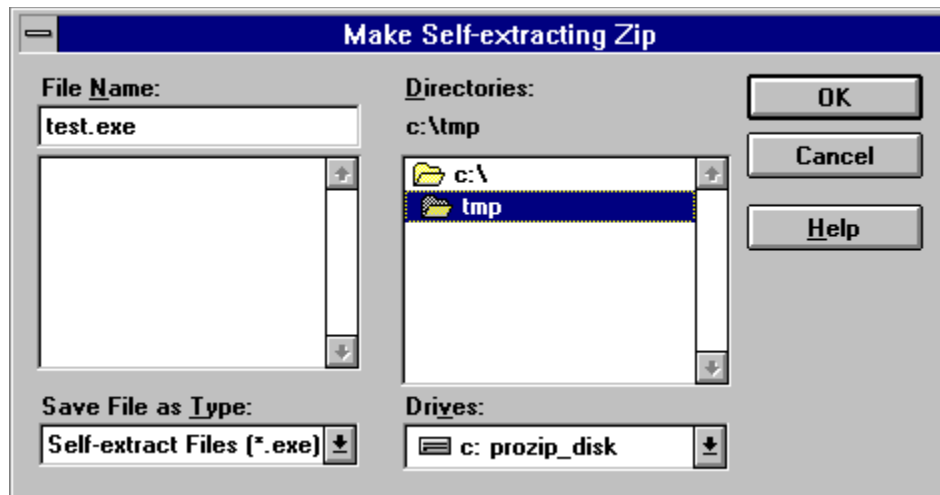 Make Self-extracting Zip
File Name:
test.exe
Save File as Type:
Self-extract Files (*.exe)
Directories:
c:\tmp
c:\
tmp
Drives:
c: prozip_disk
OK
Cancel
Help